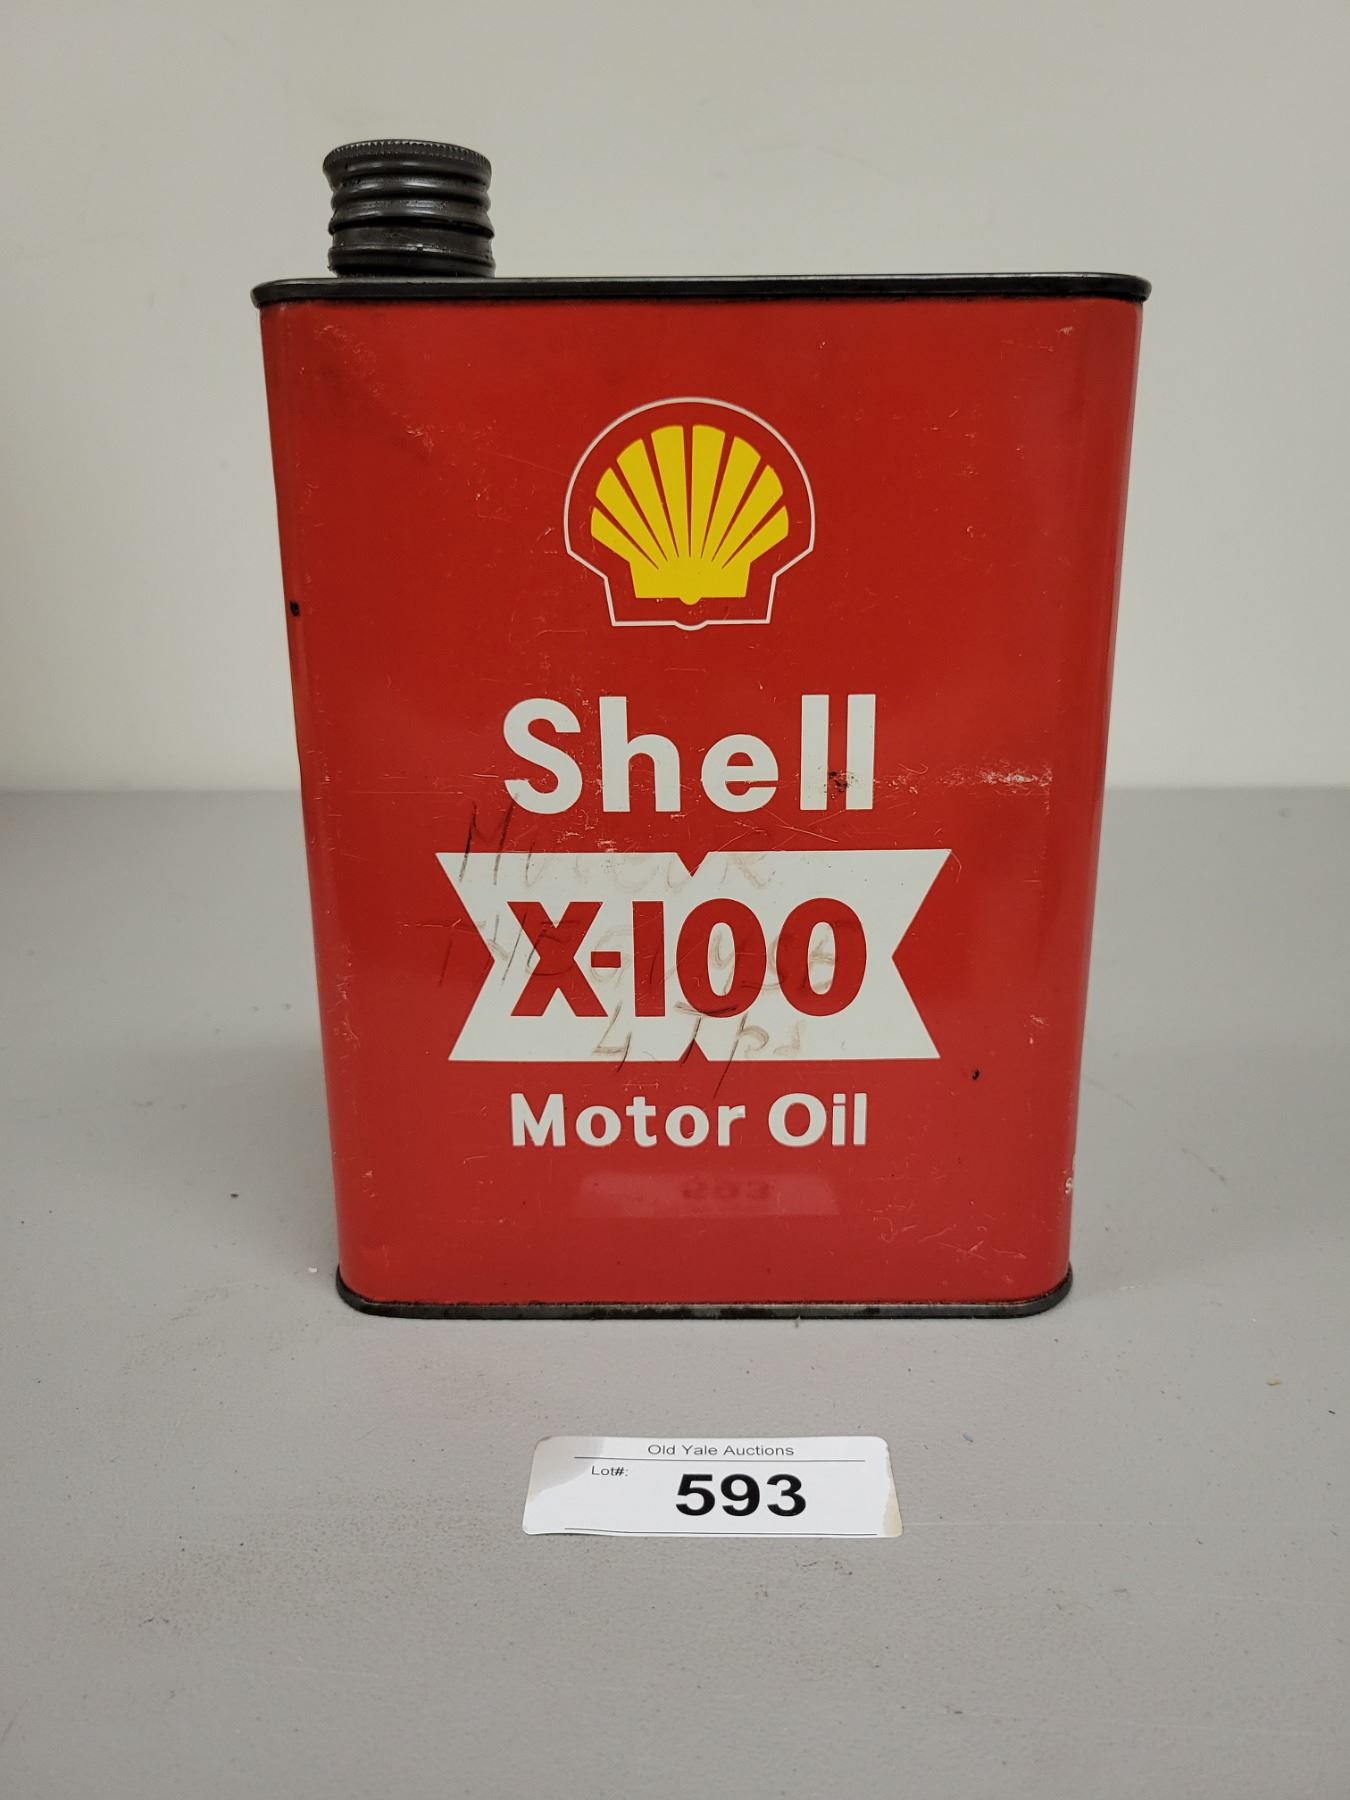 Shell
X-100
Motor Oil
Old Yale Auctions
Lot#:
593